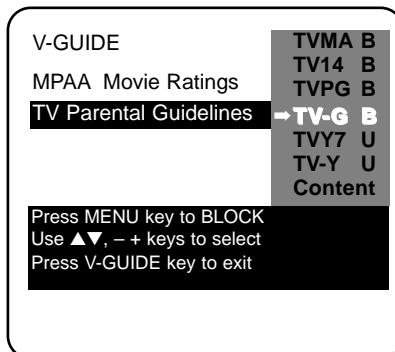 V-GUIDE
MPAA Movie Ratings
TV Parental Guidelines
TVMA B
TV14 B
TVPG B
➡TV-G B
TVY7 U
TV-Y U
Content
Press MENU key to BLOCK
Use ▲▼, – + keys to select
Press V-GUIDE key to exit